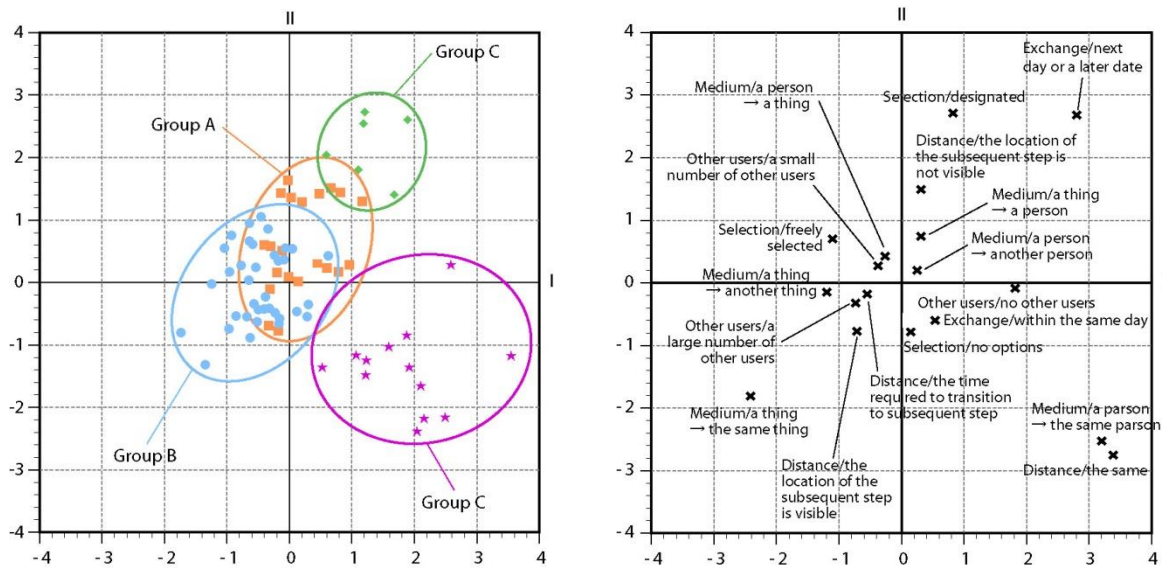 II
4
3
2
1
0
-1
-2
-3
-4
-4
-3
-2
-1
0
1
2
3
4
I
Group C
Group A
Group B
Group C
II
4
3
2
1
0
-1
-2
-3
-4
-4
-3
-2
-1
0
1
2
3
4
Exchange/next
day or a later date
Medium/a person
→ a thing
Selection/designated
Distance/the location of
the subsequent step is
not visible
Other users/a small
number of other users
Medium/a thing
→ a person
Selection/freely
selected
Medium/a person
→ another person
Medium/a thing
→ another thing
Other users/no other users
Exchange/within the same day
Other users/a
large number of
other users
Selection/no options
Distance/the time
required to transition
to subsequent step
Medium/a thing
→ the same thing
Medium/a parson
→ the same parson
Distance/the
location of the
subsequent step
is visible
Distance/the same